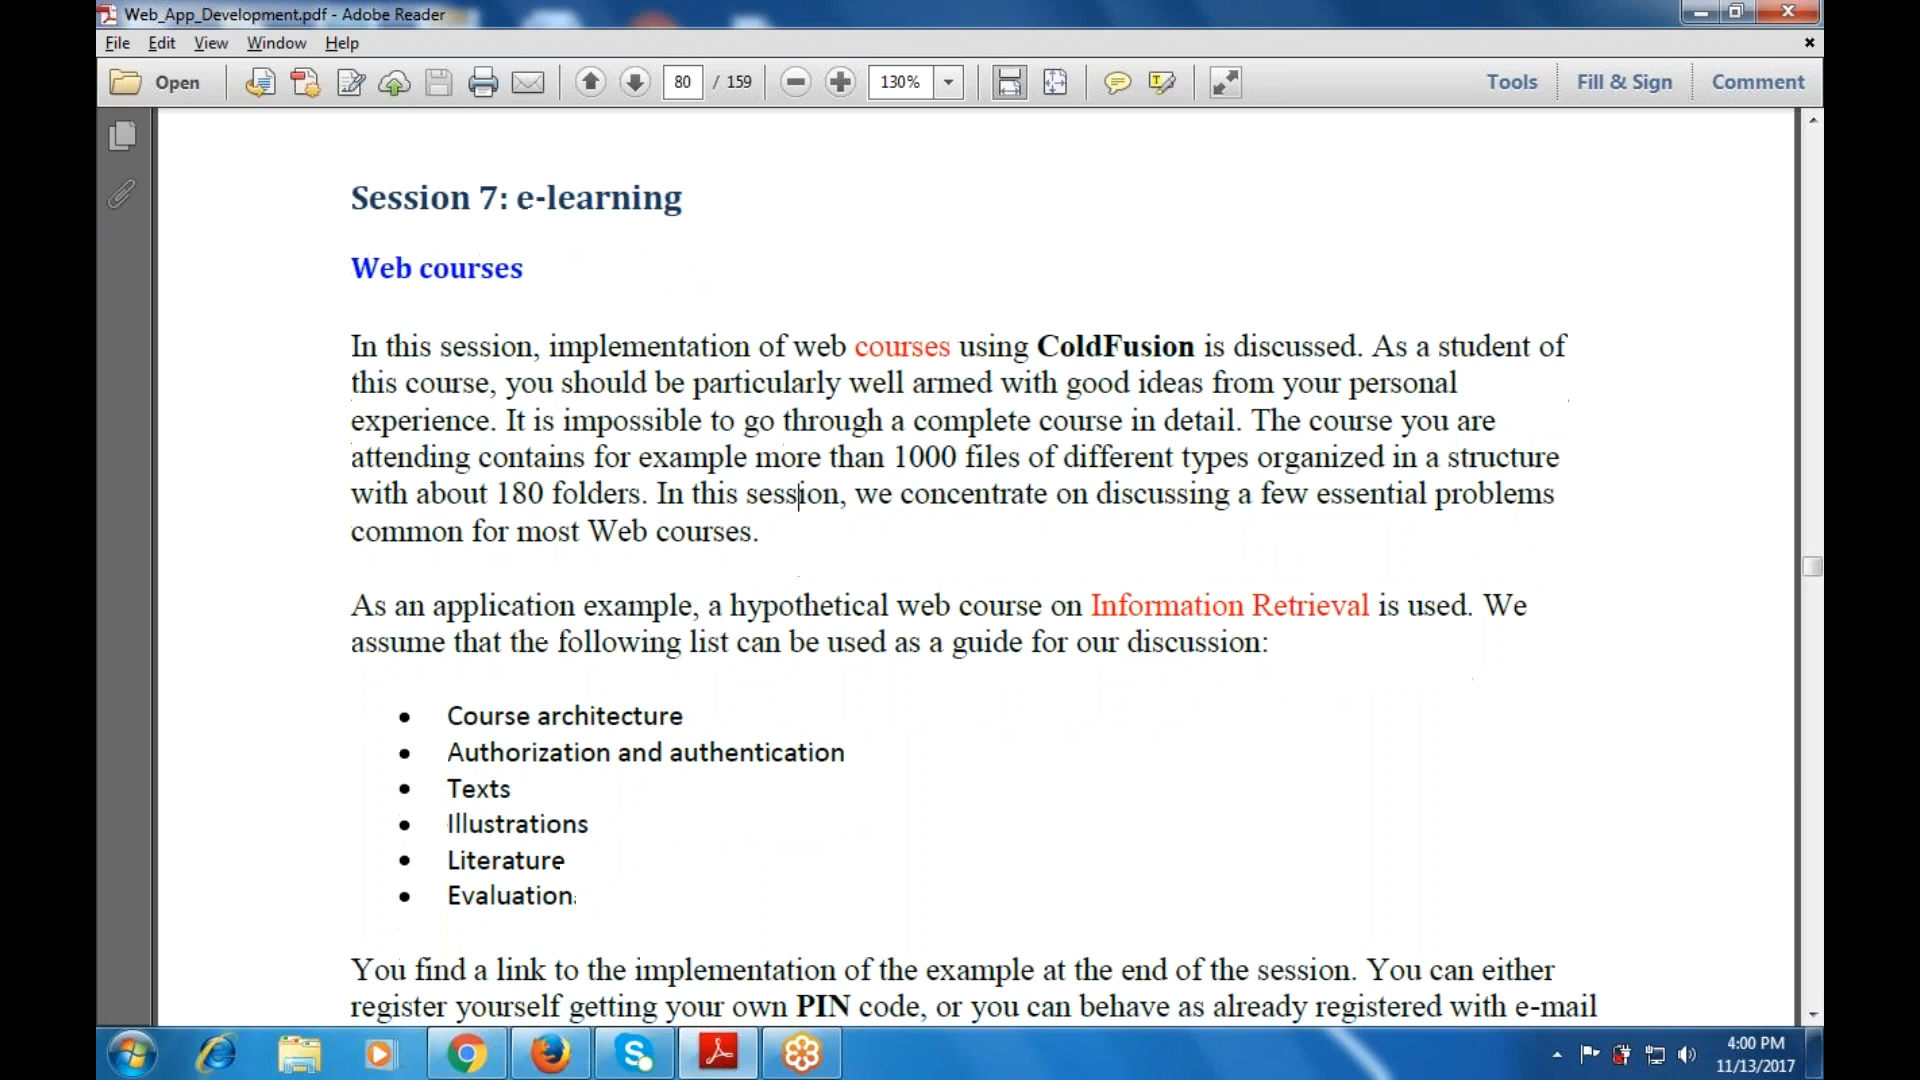 Web_App_Development.pdf - Adobe Reader
File Edit View Window Help
Open 80 / 159 130% Tools Fill & Sign Comment
Session 7: e-learning
Web courses
In this session, implementation of web courses using ColdFusion is discussed. As a student of
this course, you should be particularly well armed with good ideas from your personal
experience. It is impossible to go through a complete course in detail. The course you are
attending contains for example more than 1000 files of different types organized in a structure
with about 180 folders. In this session, we concentrate on discussing a few essential problems
common for most Web courses.
As an application example, a hypothetical web course on Information Retrieval is used. We
assume that the following list can be used as a guide for our discussion:
• Course architecture
• Authorization and authentication
• Texts
• Illustrations
• Literature
• Evaluation
You find a link to the implementation of the example at the end of the session. You can either
register yourself getting your own PIN code, or you can behave as already registered with e-mail
4:00 PM
11/13/2017